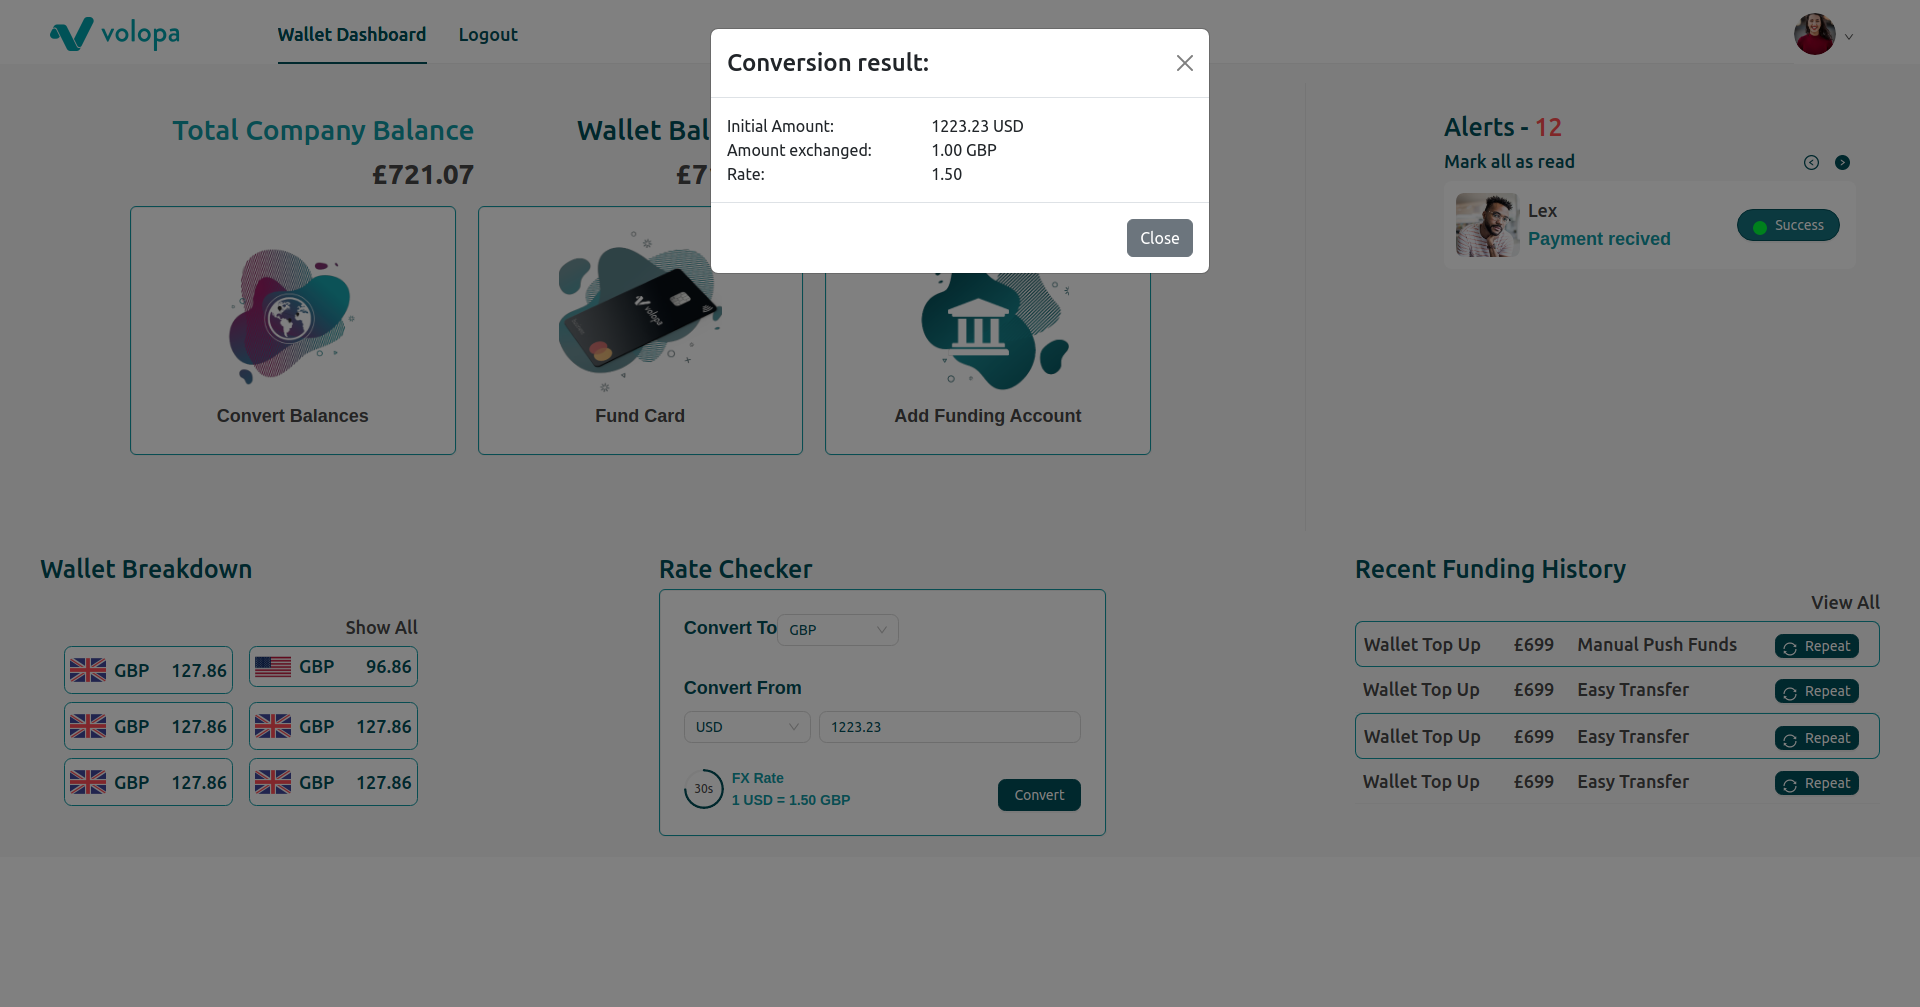 volopa
Wallet Dashboard
Logout
Conversion result:
Initial Amount: 1223.23 USD
Amount exchanged: 1.00 GBP
Rate: 1.50
Close
Total Company Balance
£721.07
Wallet Bal
£7
Convert Balances
volopa
Fund Card
Add Funding Account
Alerts - 12
Mark all as read
Lex
Payment recived
Success
Wallet Breakdown
Show All
GBP 127.86
GBP 96.86
GBP 127.86
GBP 127.86
GBP 127.86
GBP 127.86
Rate Checker
Convert To GBP
Convert From
USD 1223.23
30s
FX Rate
1 USD = 1.50 GBP
Convert
Recent Funding History
View All
Wallet Top Up £699 Manual Push Funds Repeat
Wallet Top Up £699 Easy Transfer Repeat
Wallet Top Up £699 Easy Transfer Repeat
Wallet Top Up £699 Easy Transfer Repeat